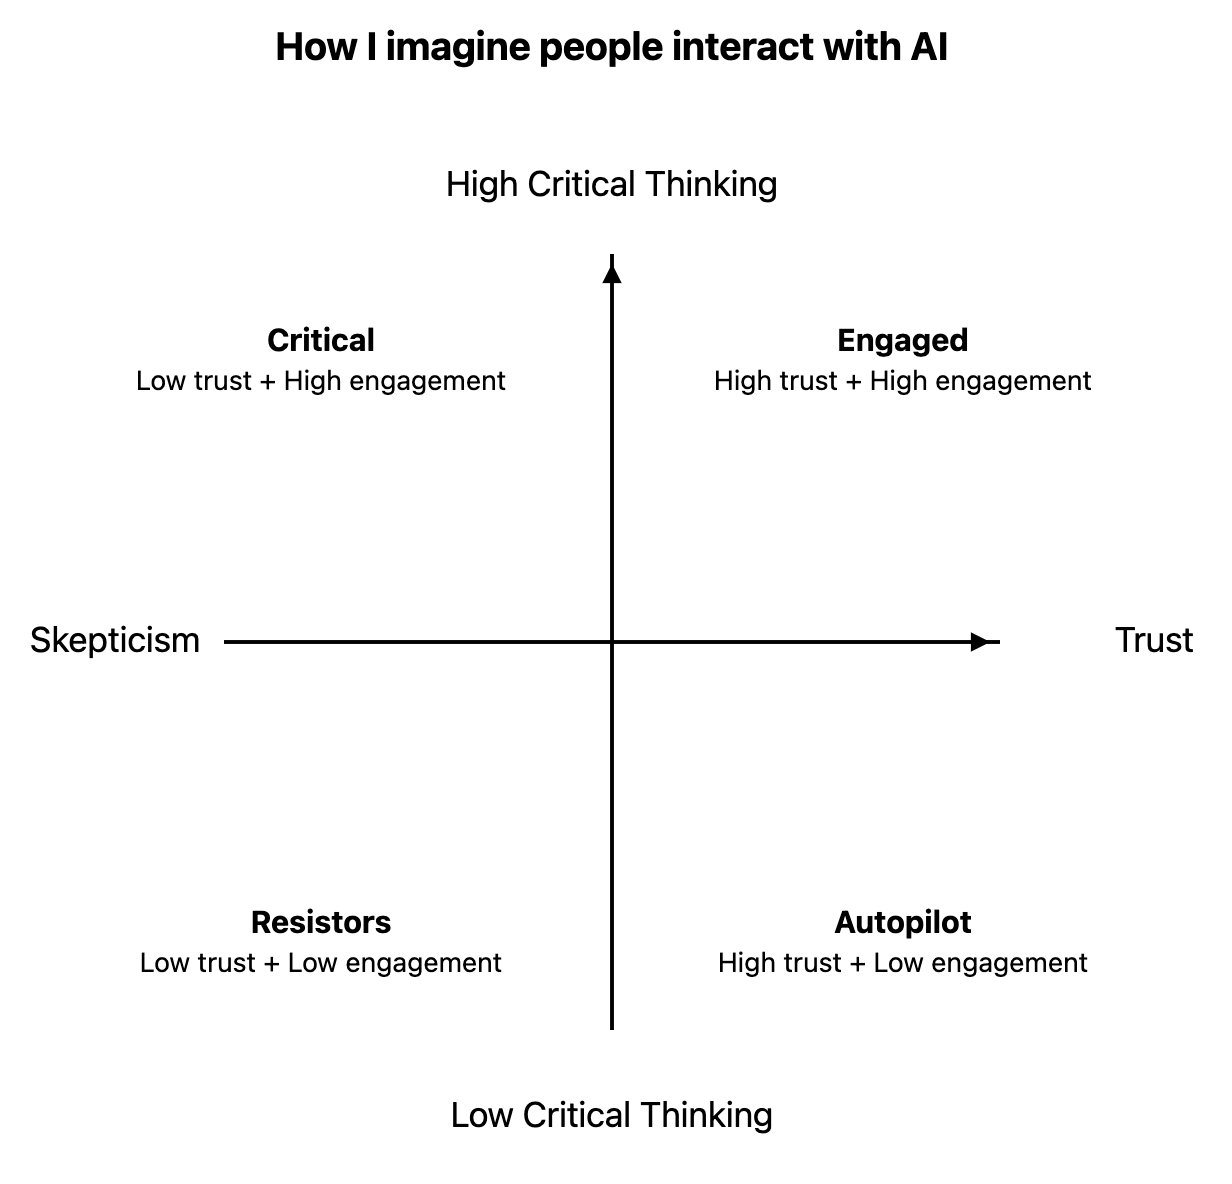 How I imagine people interact with AI
High Critical Thinking
Critical
Low trust + High engagement
Engaged
High trust + High engagement
Skepticism
Trust
Resistors
Low trust + Low engagement
Autopilot
High trust + Low engagement
Low Critical Thinking